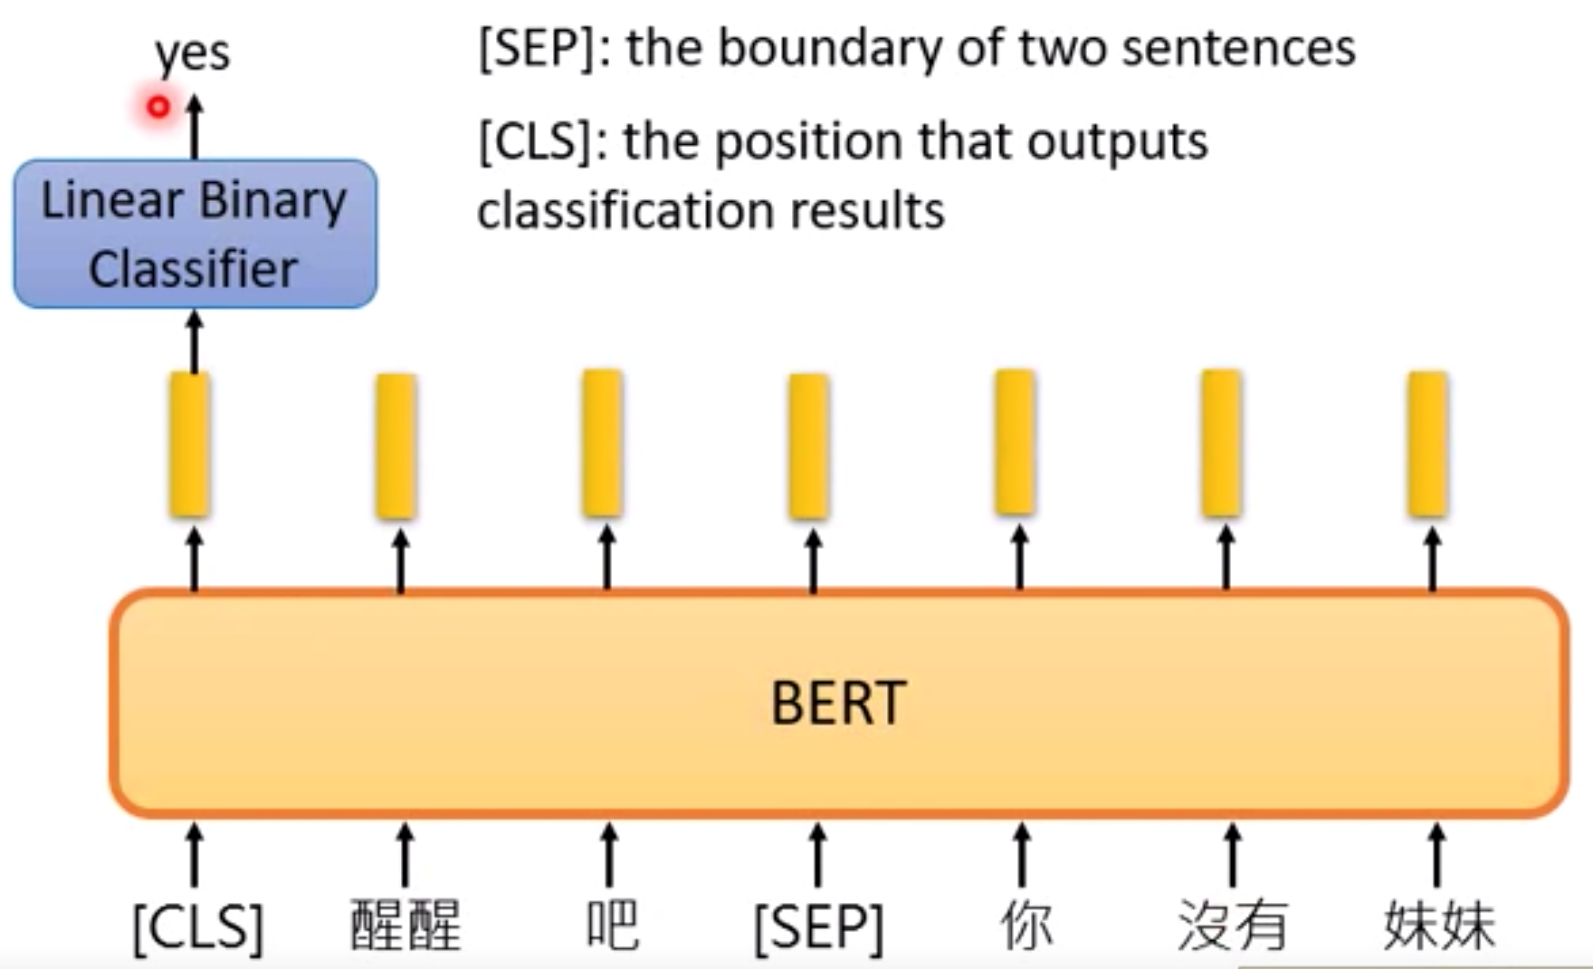 yes
[SEP]: the boundary of two sentences
[CLS]: the position that outputs
classification results
Linear Binary
Classifier
BERT
[CLS] 醒醒 吧 [SEP] 你 沒有 妹妹